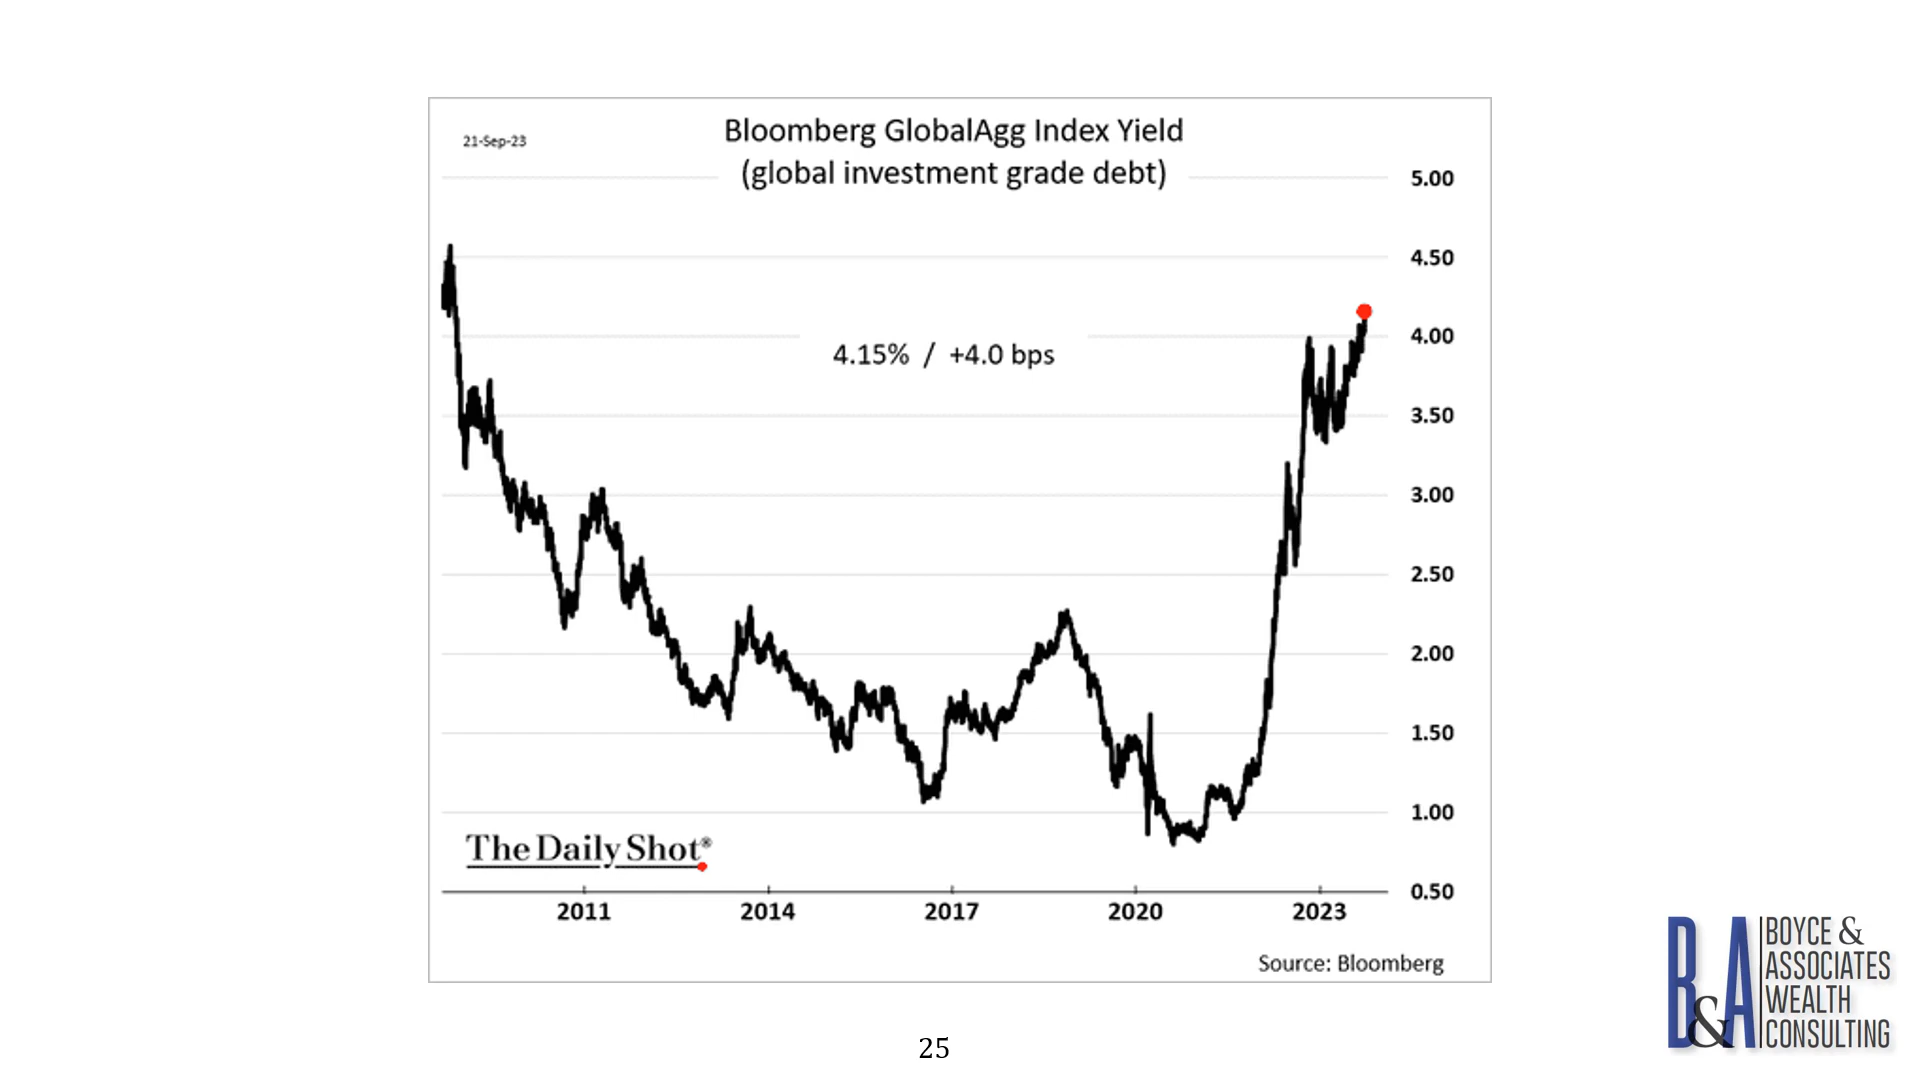 21-Sep-23
Bloomberg GlobalAgg Index Yield
(global investment grade debt)
5.00
4.50
4.00
4.15% / +4.0 bps
3.50
3.00
2.50
2.00
1.50
1.00
The Daily Shot®
0.50
2011 2014 2017 2020 2023
Source: Bloomberg
B&A
BOYCE &
ASSOCIATES
WEALTH
CONSULTING
25